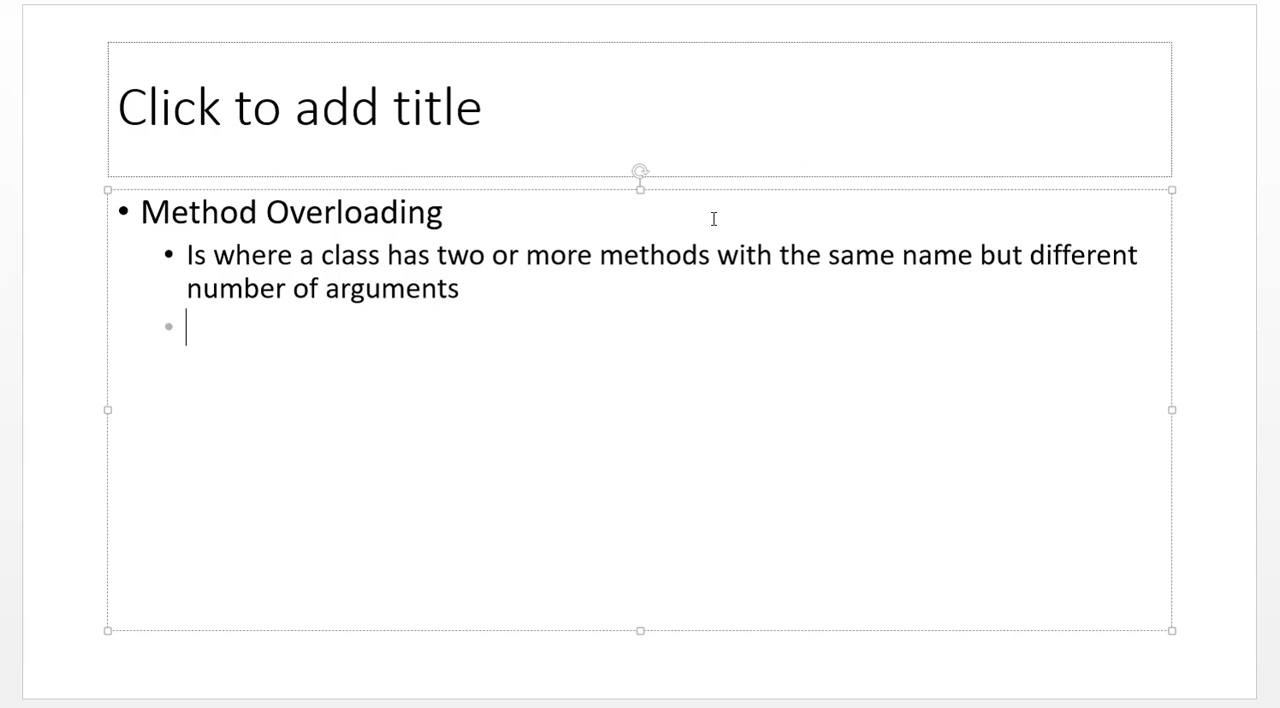 Click to add title
• Method Overloading
• Is where a class has two or more methods with the same name but different
number of arguments